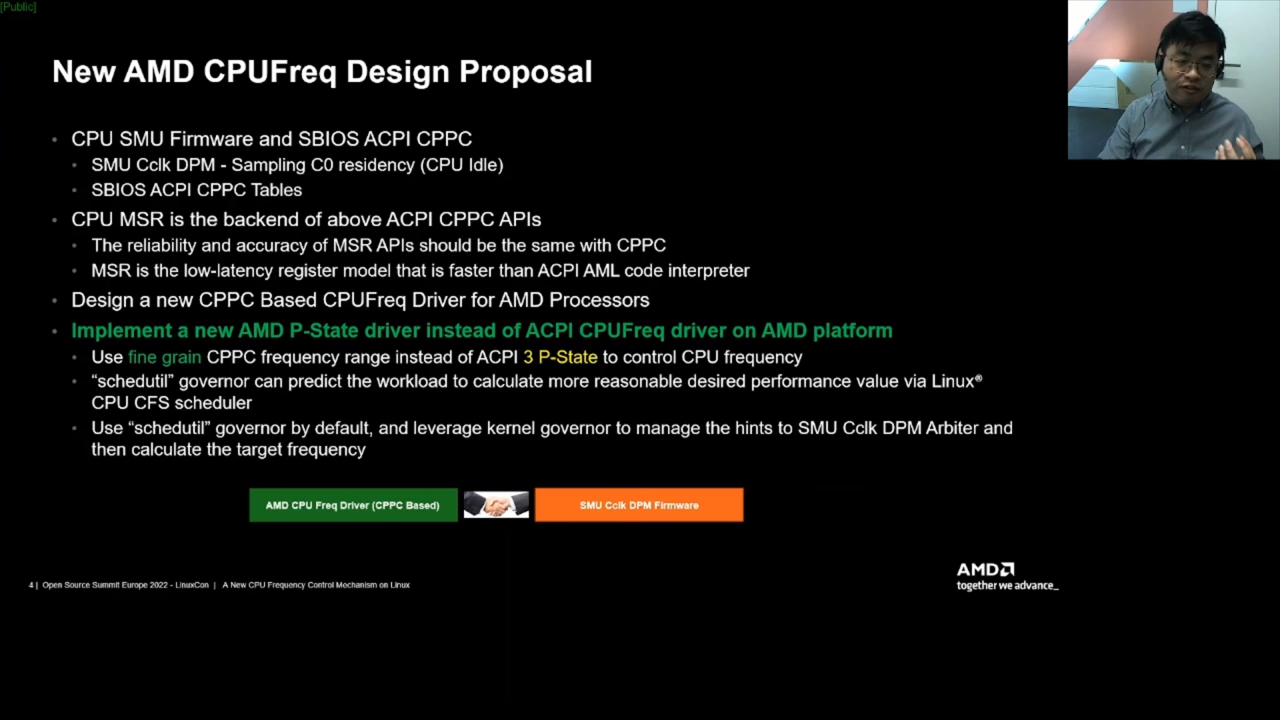 [Public]
New AMD CPUFreq Design Proposal
• CPU SMU Firmware and SBIOS ACPI CPPC
• SMU Cclk DPM - Sampling C0 residency (CPU Idle)
• SBIOS ACPI CPPC Tables
• CPU MSR is the backend of above ACPI CPPC APIs
• The reliability and accuracy of MSR APIs should be the same with CPPC
• MSR is the low-latency register model that is faster than ACPI AML code interpreter
• Design a new CPPC Based CPUFreq Driver for AMD Processors
• Implement a new AMD P-State driver instead of ACPI CPUFreq driver on AMD platform
• Use fine grain CPPC frequency range instead of ACPI 3 P-State to control CPU frequency
• “schedutil” governor can predict the workload to calculate more reasonable desired performance value via Linux®
CPU CFS scheduler
• Use “schedutil” governor by default, and leverage kernel governor to manage the hints to SMU Cclk DPM Arbiter and
then calculate the target frequency
AMD CPU Freq Driver (CPPC Based)
SMU Cclk DPM Firmware
4 | Open Source Summit Europe 2022 - LinuxCon | A New CPU Frequency Control Mechanism on Linux
AMD
together we advance_